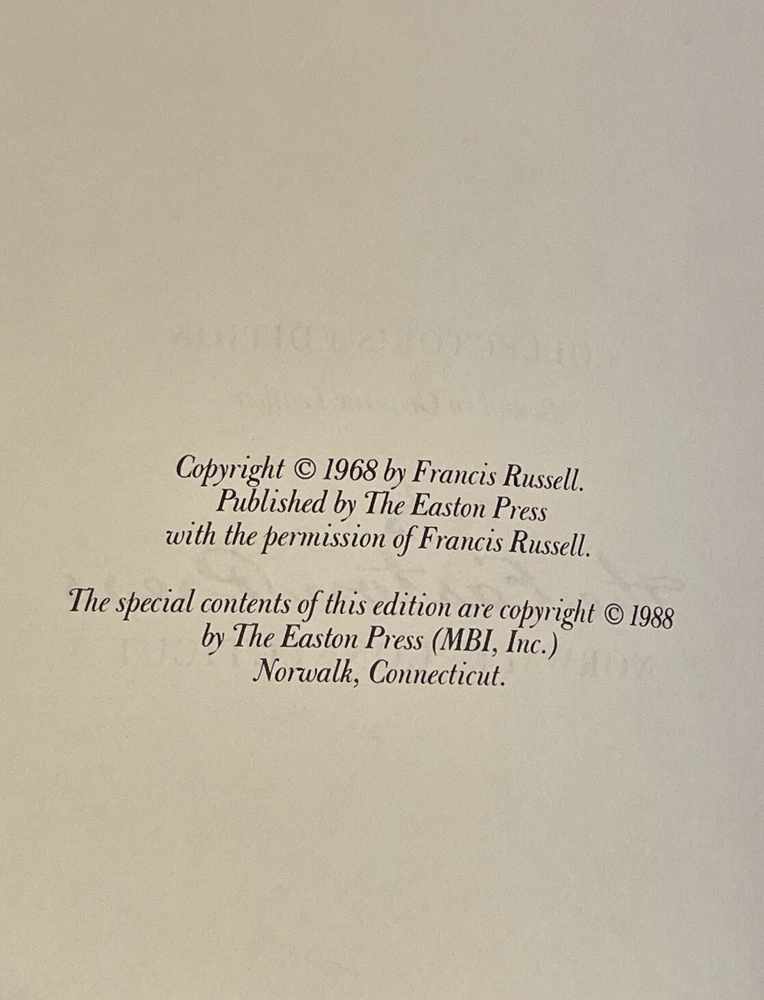 Copyright © 1968 by Francis Russell.
Published by The Easton Press
with the permission of Francis Russell.
The special contents of this edition are copyright © 1988
by The Easton Press (MBI, Inc.)
Norwalk, Connecticut.